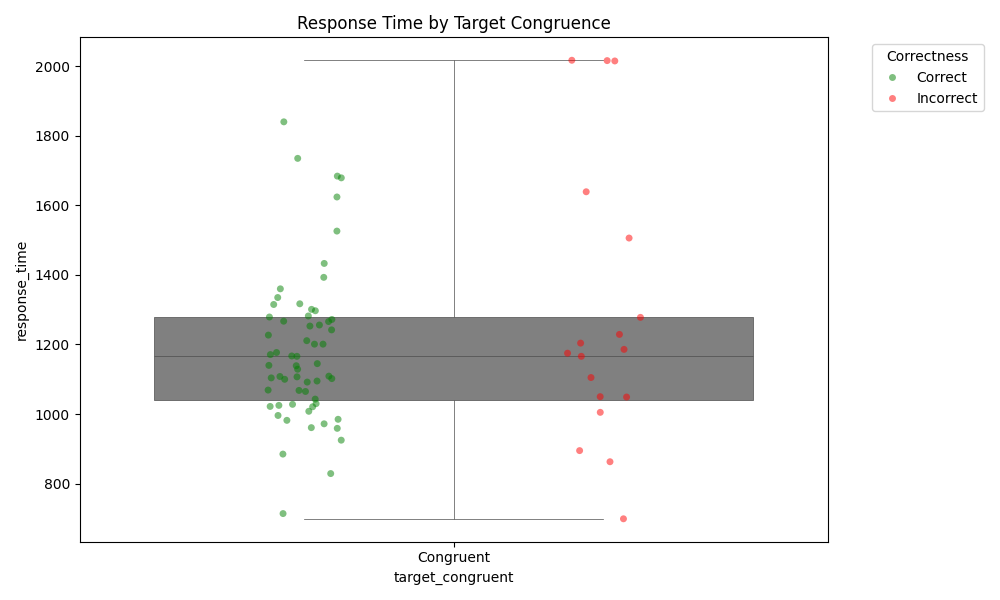 Response Time by Target Congruence
Correctness
Correct
Incorrect
response_time
2000
1800
1600
1400
1200
1000
800
Congruent
target_congruent